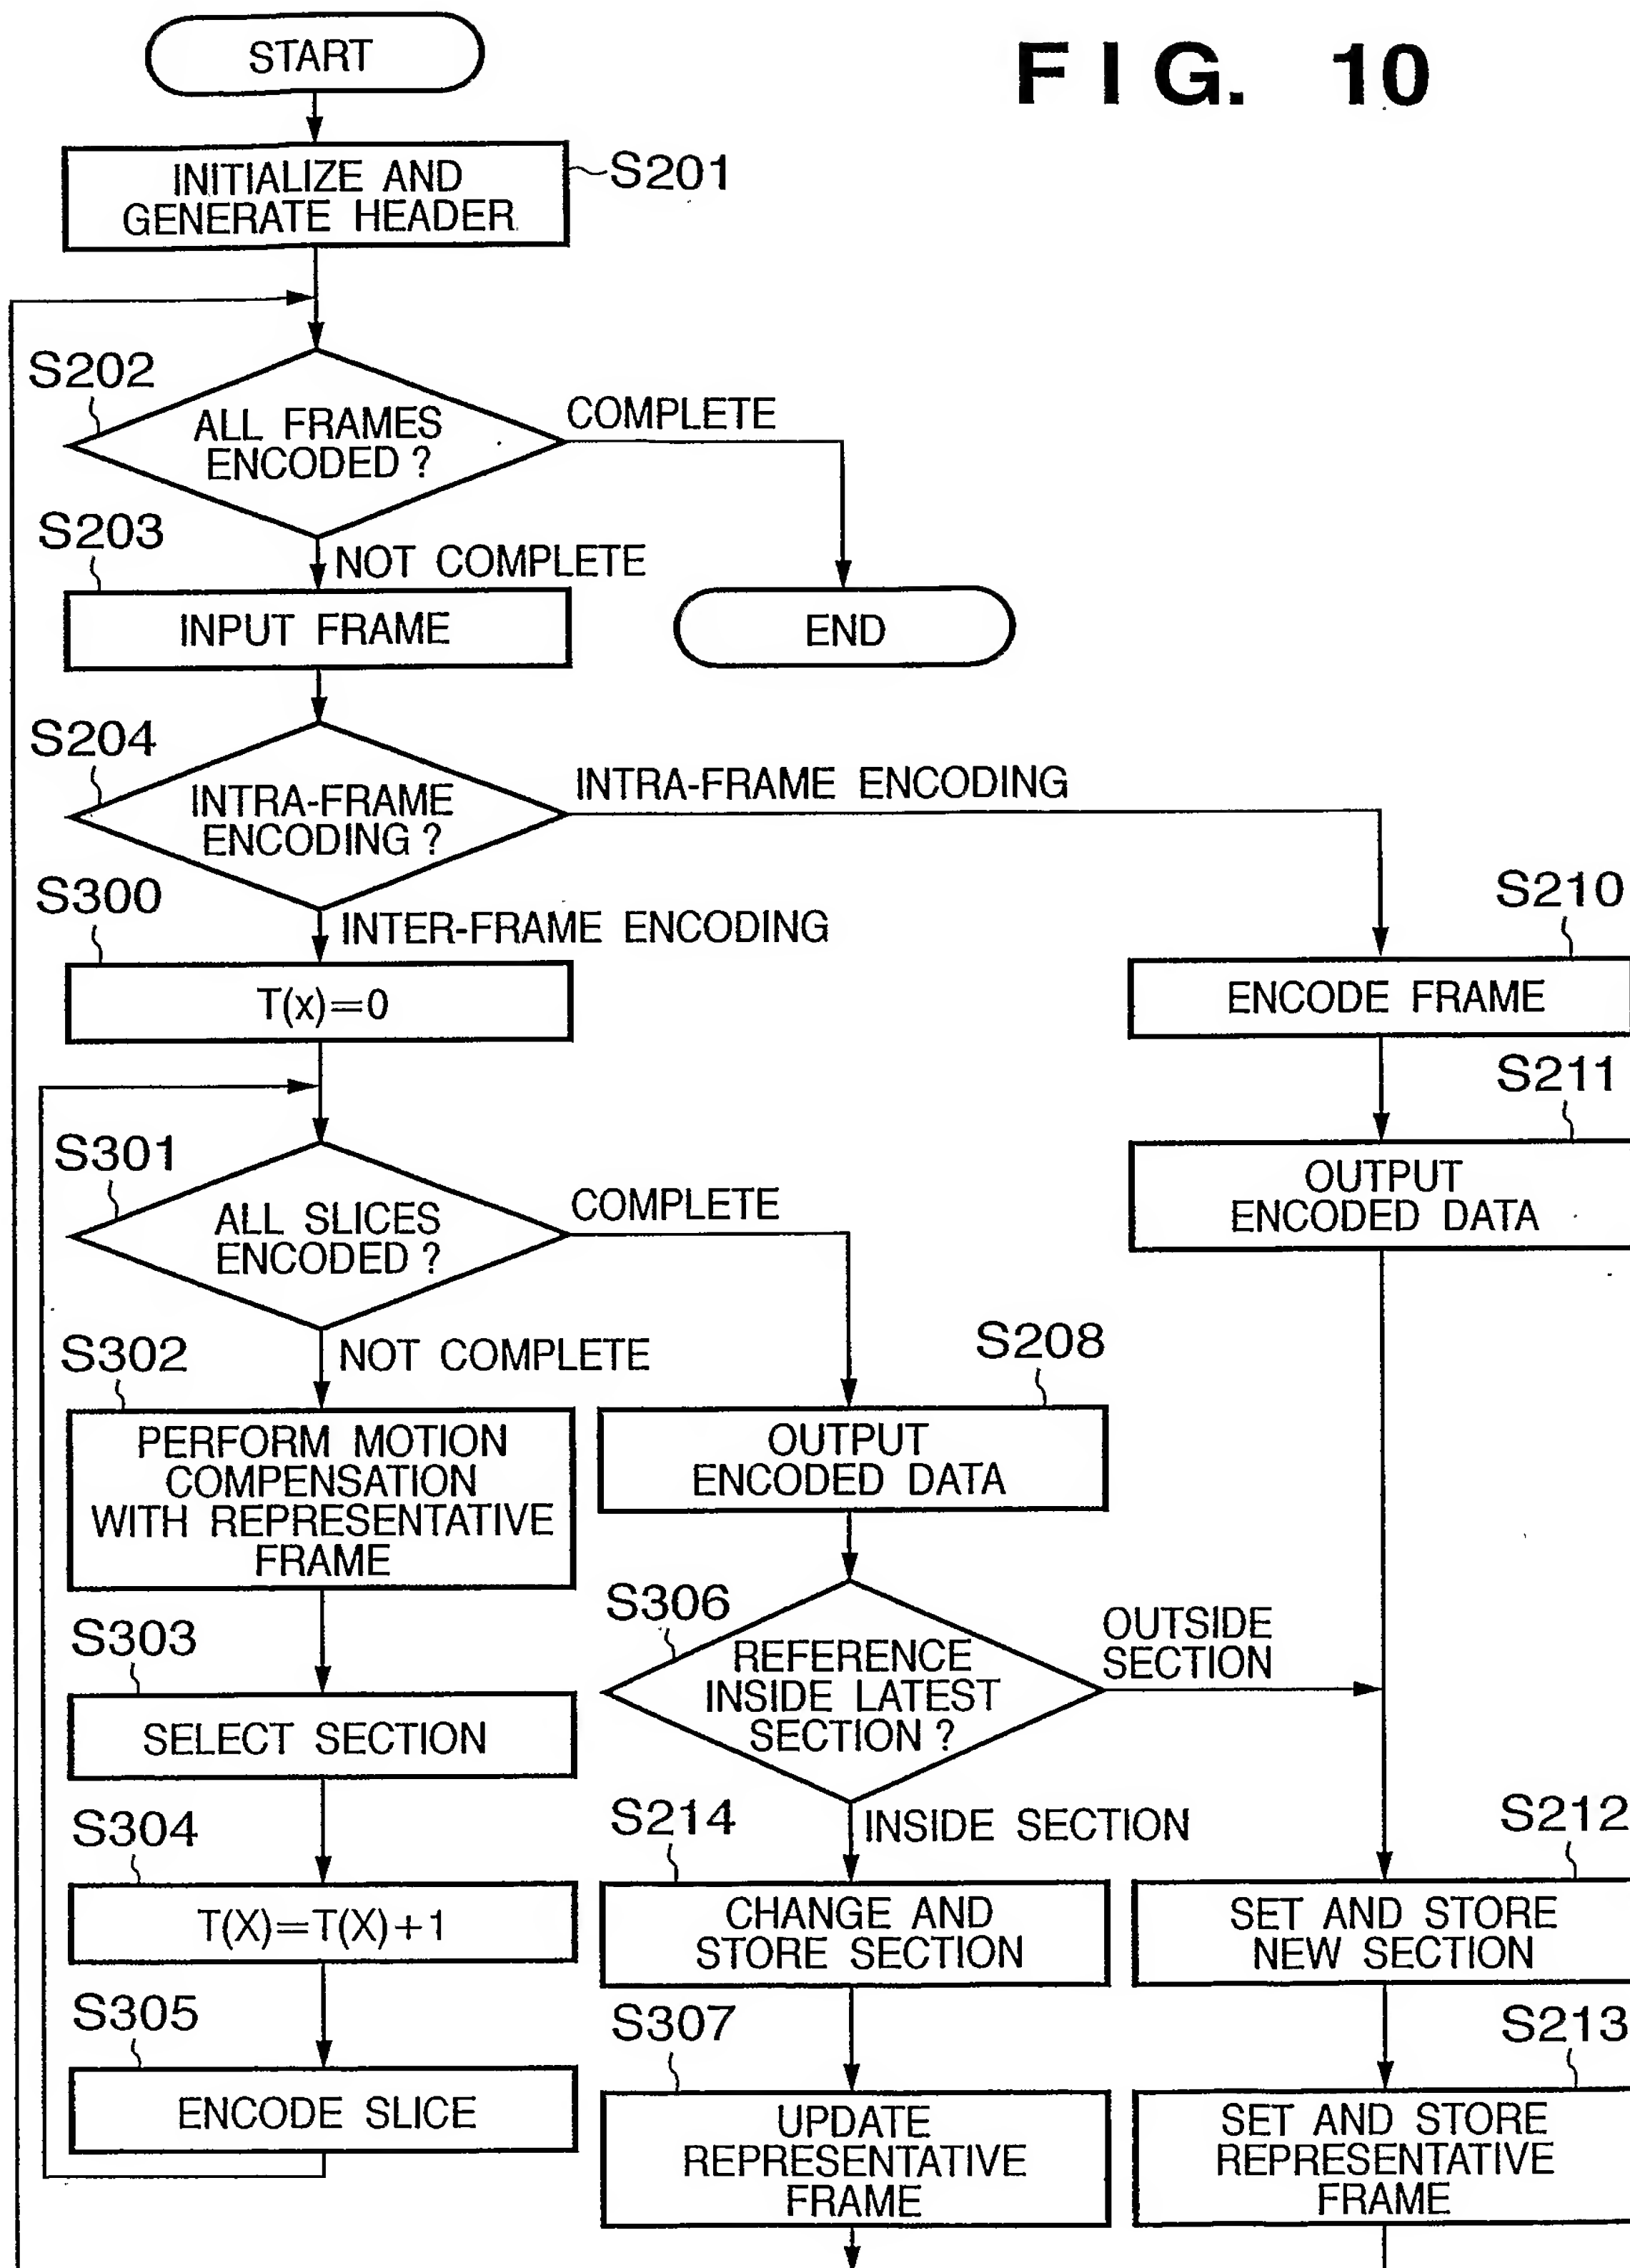 FIG. 10
START
INITIALIZE AND
GENERATE HEADER
S201
S202
ALL FRAMES
ENCODED ?
COMPLETE
S203
NOT COMPLETE
INPUT FRAME
END
S204
INTRA-FRAME
ENCODING ?
INTRA-FRAME ENCODING
S300
INTER-FRAME ENCODING
T(x)=0
S210
ENCODE FRAME
S211
OUTPUT
ENCODED DATA
S301
ALL SLICES
ENCODED ?
COMPLETE
S302
NOT COMPLETE
PERFORM MOTION
COMPENSATION
WITH REPRESENTATIVE
FRAME
S208
OUTPUT
ENCODED DATA
S303
SELECT SECTION
S306
REFERENCE
INSIDE LATEST
SECTION ?
OUTSIDE
SECTION
S304
T(X)=T(X)+1
S214
INSIDE SECTION
CHANGE AND
STORE SECTION
S212
SET AND STORE
NEW SECTION
S305
ENCODE SLICE
S307
UPDATE
REPRESENTATIVE
FRAME
S213
SET AND STORE
REPRESENTATIVE
FRAME